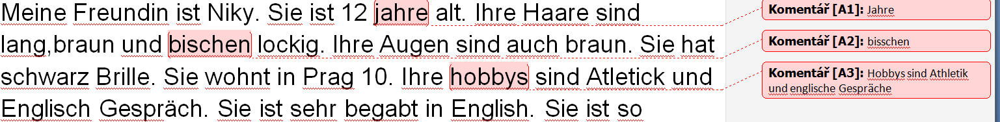 Meine Freundin ist Niky. Sie ist 12 jahre alt. Ihre Haare sind
lang,braun und bischen lockig. Ihre Augen sind auch braun. Sie hat
schwarz Brille. Sie wohnt in Prag 10. Ihre hobbys sind Atletick und
Englisch Gespräch. Sie ist sehr begabt in English. Sie ist so
Komentář [A1]: Jahre
Komentář [A2]: bisschen
Komentář [A3]: Hobbys sind Athletik
und englische Gespräche